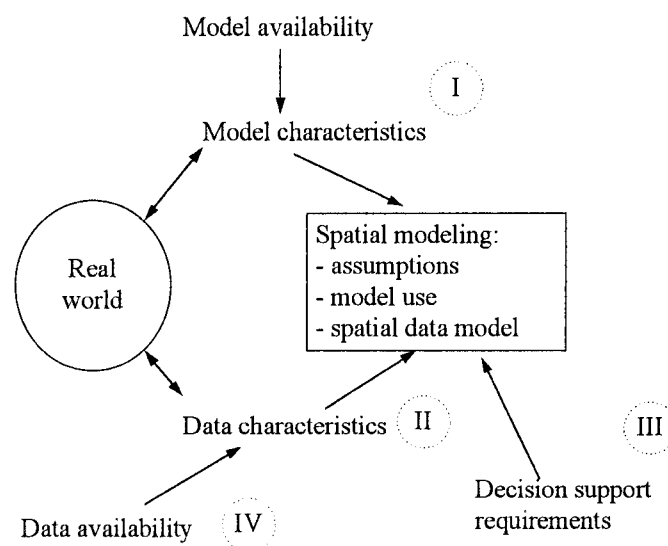 Model availability
I
Model characteristics
Real
world
Spatial modeling:
- assumptions
- model use
- spatial data model
Data characteristics
II
III
Decision support
requirements
Data availability
IV